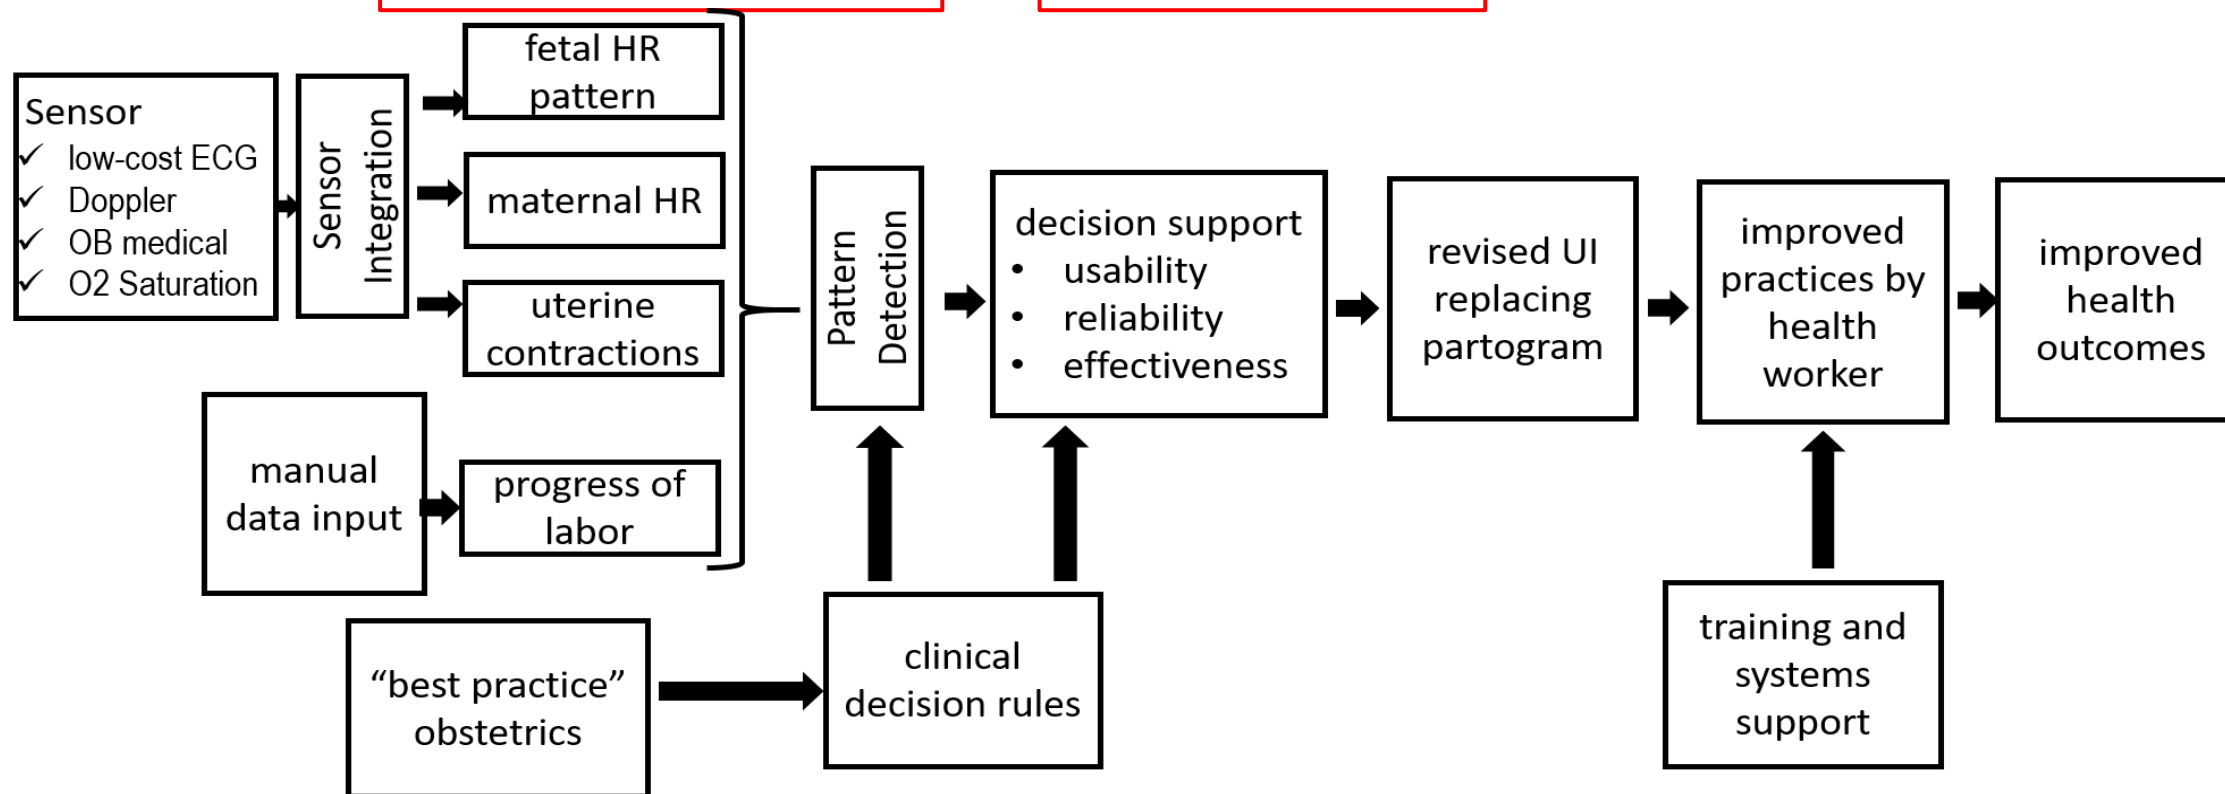 Sensor
✓ low-cost ECG
✓ Doppler
✓ OB medical
✓ O2 Saturation
Sensor
Integration
fetal HR
pattern
maternal HR
uterine
contractions
manual
data input
progress of
labor
Pattern
Detection
decision support
• usability
• reliability
• effectiveness
revised UI
replacing
partogram
improved
practices by
health
worker
improved
health
outcomes
“best practice”
obstetrics
clinical
decision rules
training and
systems
support